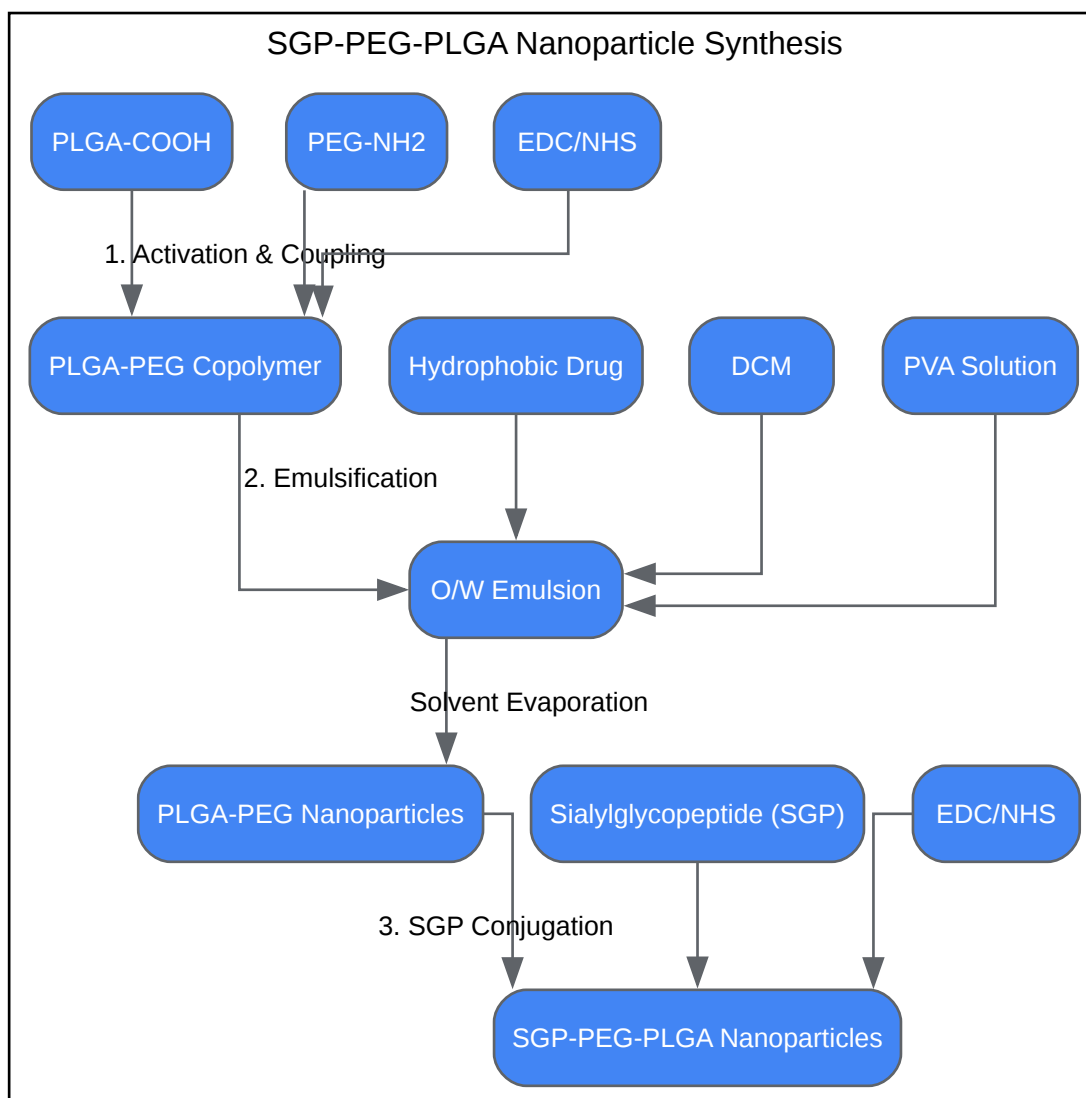 SGP-PEG-PLGA Nanoparticle Synthesis
PLGA-COOH
PEG-NH2
EDC/NHS
1. Activation & Coupling
PLGA-PEG Copolymer
Hydrophobic Drug
DCM
PVA Solution
2. Emulsification
O/W Emulsion
Solvent Evaporation
PLGA-PEG Nanoparticles
Sialylglycopeptide (SGP)
EDC/NHS
3. SGP Conjugation
SGP-PEG-PLGA Nanoparticles